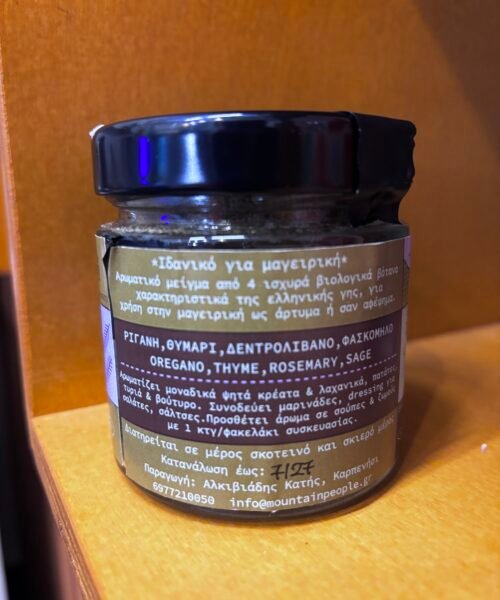 *Ιδανικό για μαγειρική*
Αρωματικό μείγμα από 4 ισχυρά βιολογικά βότανα
χαρακτηριστικά της ελληνικής γης, για
χρήση στην μαγειρική ως άρτυμα ή σαν αφέψημα.
ΡΙΓΑΝΗ,ΘΥΜΑΡΙ,ΔΕΝΤΡΟΛΙΒΑΝΟ,ΦΑΣΚΟΜΗΛΟ
OREGANO,THYME,ROSEMARY,SAGE
Αρωματίζει μοναδικά ψητά κρέατα & λαχανικά, πατάτες,
τυριά & βούτυρο. Συνοδεύει μαρινάδες, dressing για
σαλάτες, σάλτσες.Προσθέτει άρωμα σε σούπες & ζωμούς
με 1 κτγ/φακελάκι συσκευασίας.
Διατηρείται σε μέρος σκοτεινό και σκιερό μέρος
Κατανάλωση έως: 7/27
Παραγωγή: Αλκιβιάδης Κατής, Καρπενήσι
6977210050 info@mountainpeople.gr